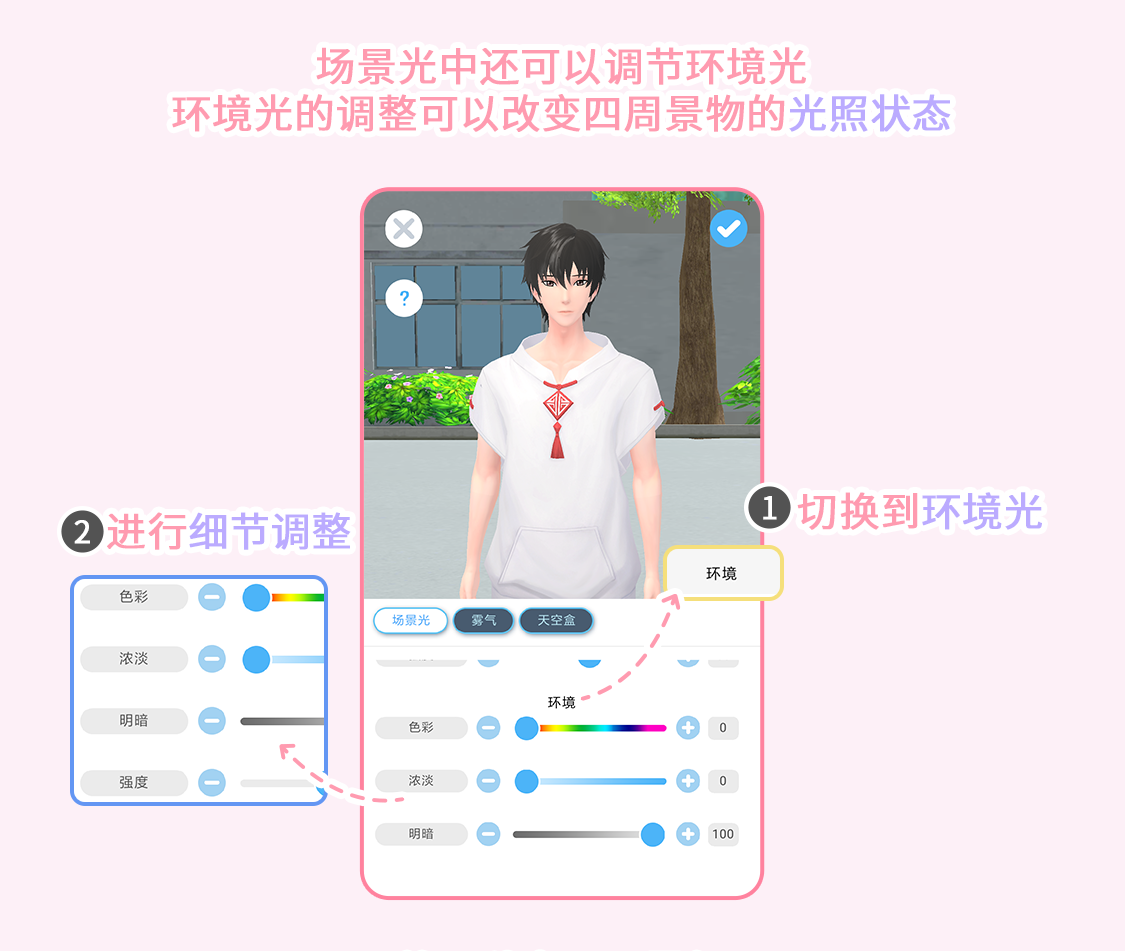 场景光中还可以调节环境光
环境光的调整可以改变四周景物的光照状态
?
1 切换到环境光
2 进行细节调整
环境
色彩
浓淡
明暗
强度
场景光 雾气 天空盒
环境
色彩 0
浓淡 0
明暗 100